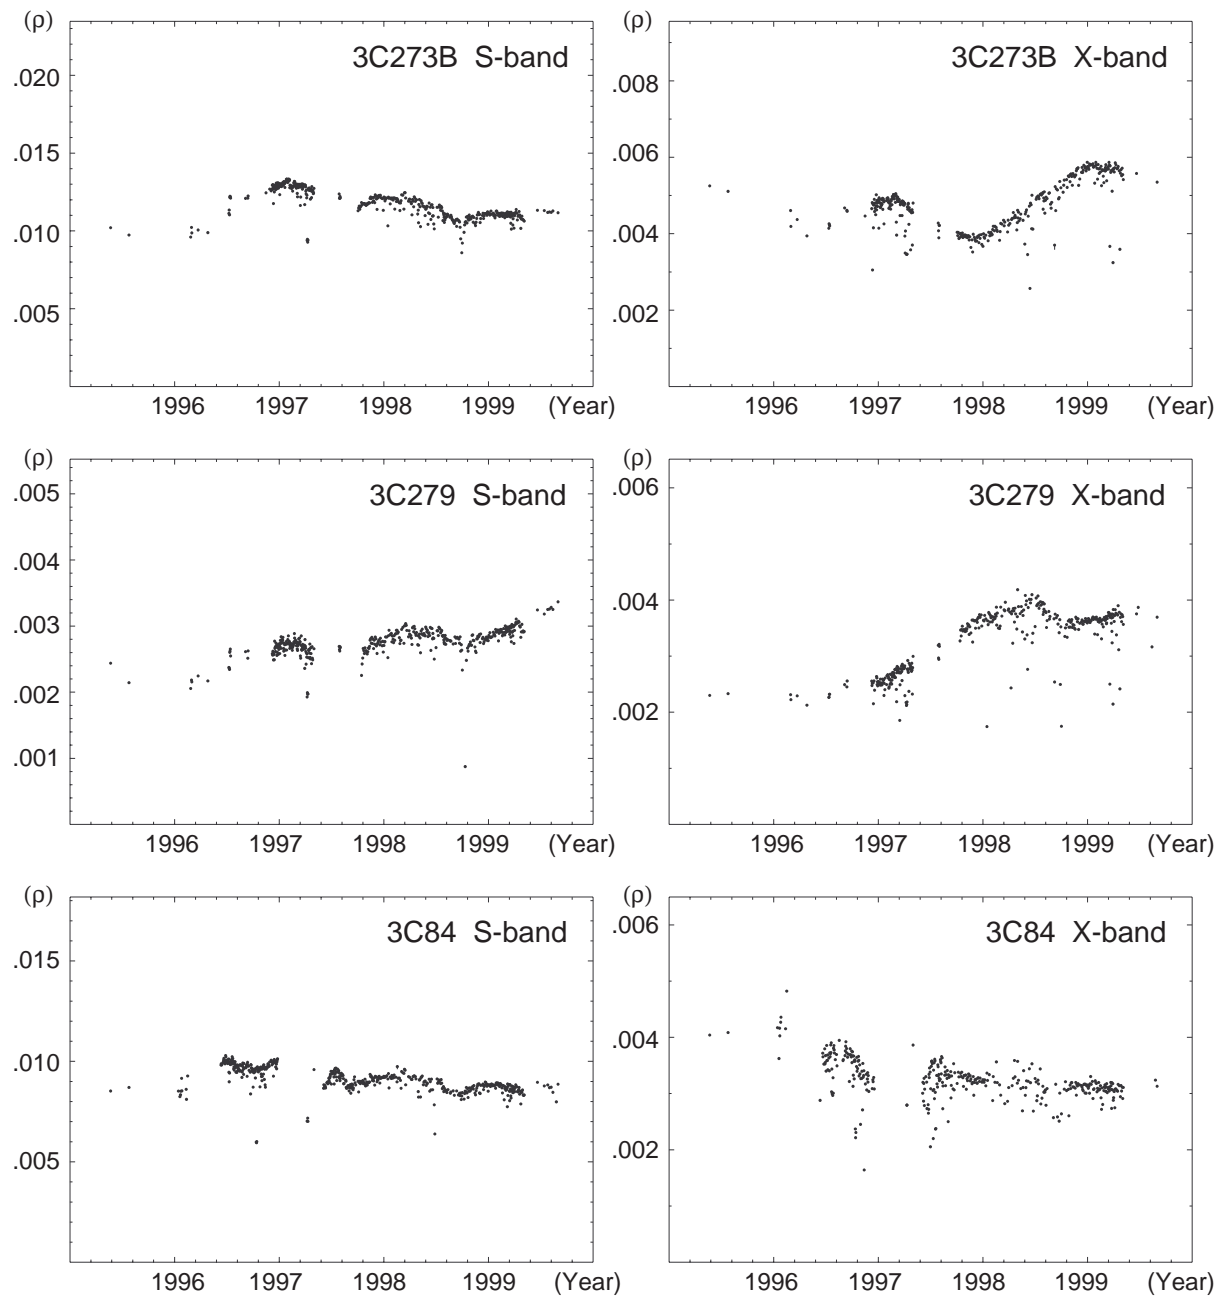 (ρ) (ρ)
3C273B S-band 3C273B X-band
.020 .008
.015 .006
.010 .004
.005 .002
1996 1997 1998 1999 (Year) 1996 1997 1998 1999 (Year)
(ρ) (ρ)
3C279 S-band 3C279 X-band
.005 .006
.004
.003 .004
.002 .002
.001
1996 1997 1998 1999 (Year) 1996 1997 1998 1999 (Year)
(ρ) (ρ)
3C84 S-band 3C84 X-band
.015 .006
.010 .004
.005 .002
1996 1997 1998 1999 (Year) 1996 1997 1998 1999 (Year)